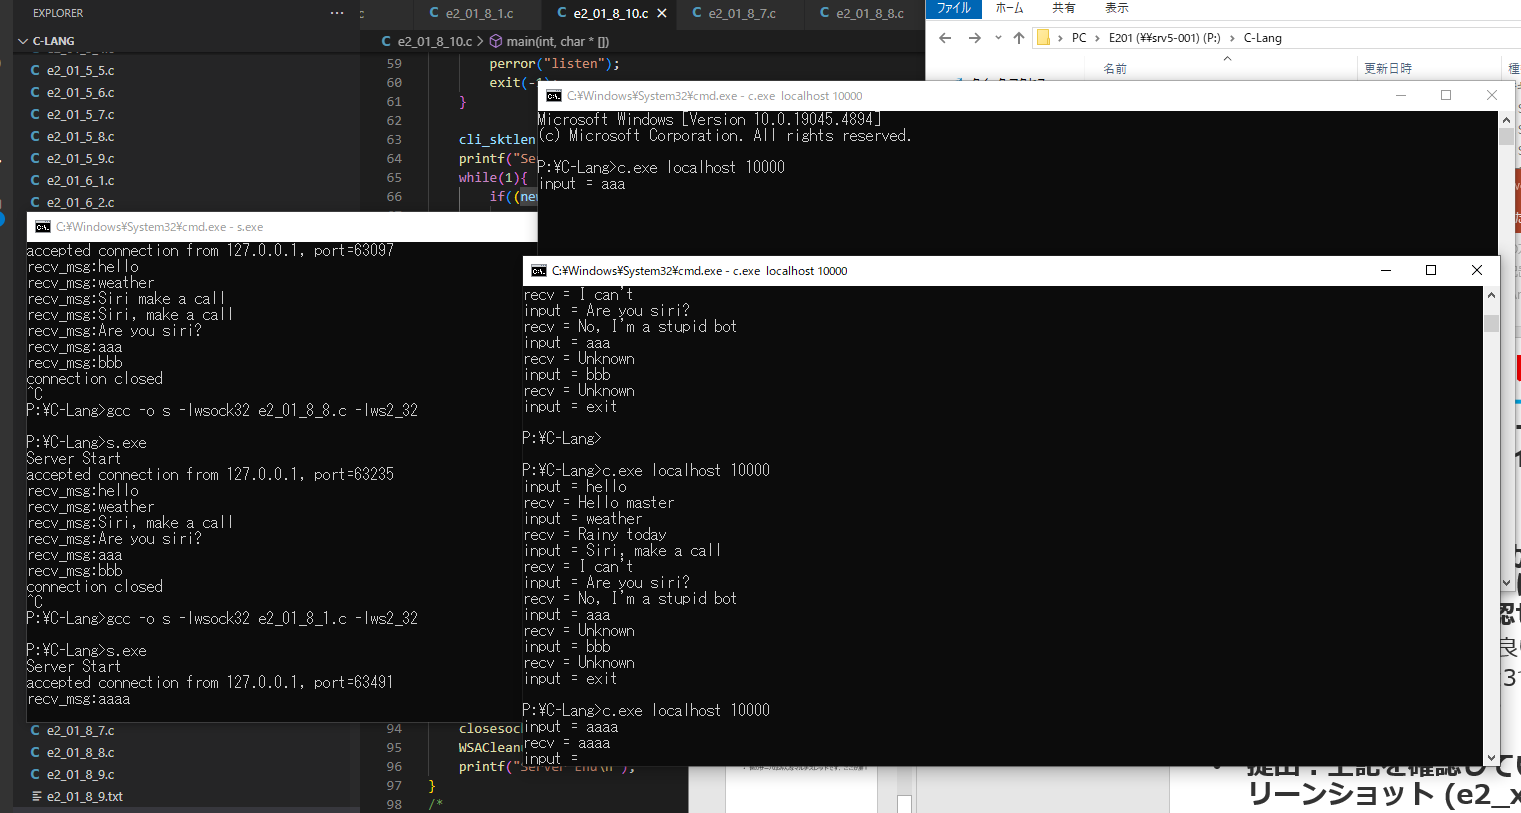 EXPLORER
C-LANG
e2_01_5_5.c
e2_01_5_6.c
e2_01_5_7.c
e2_01_5_8.c
e2_01_5_9.c
e2_01_6_1.c
e2_01_6_2.c
e2_01_8_7.c
e2_01_8_8.c
e2_01_8_9.c
e2_01_8_9.txt
e2_01_8_1.c
e2_01_8_10.c
e2_01_8_7.c
e2_01_8_8.c
e2_01_8_10.c > main(int, char * [])
59 perror("listen");
60 exit(-1);
61 }
62
63 cli_sktlen
64 printf("Se
65 while(1){
66 if((new
94 closesoc
95 WSACleanu
96 printf("Server End\n");
97 }
98 /*
ファイル
ホーム
共有
表示
PC > E201 (¥¥srv5-001) (P:) > C-Lang
名前
更新日時
種
C:¥Windows¥System32¥cmd.exe - c.exe localhost 10000
Microsoft Windows [Version 10.0.19045.4894]
(c) Microsoft Corporation. All rights reserved.
P:¥C-Lang>c.exe localhost 10000
input = aaa
C:¥Windows¥System32¥cmd.exe - s.exe
accepted connection from 127.0.0.1, port=63097
recv_msg:hello
recv_msg:weather
recv_msg:Siri make a call
recv_msg:Siri, make a call
recv_msg:Are you siri?
recv_msg:aaa
recv_msg:bbb
connection closed
^C
P:¥C-Lang>gcc -o s -lwsock32 e2_01_8_8.c -lws2_32
P:¥C-Lang>s.exe
Server Start
accepted connection from 127.0.0.1, port=63235
recv_msg:hello
recv_msg:weather
recv_msg:Siri, make a call
recv_msg:Are you siri?
recv_msg:aaa
recv_msg:bbb
connection closed
^C
P:¥C-Lang>gcc -o s -lwsock32 e2_01_8_1.c -lws2_32
P:¥C-Lang>s.exe
Server Start
accepted connection from 127.0.0.1, port=63491
recv_msg:aaaa
C:¥Windows¥System32¥cmd.exe - c.exe localhost 10000
recv = I can't
input = Are you siri?
recv = No, I'm a stupid bot
input = aaa
recv = Unknown
input = bbb
recv = Unknown
input = exit
P:¥C-Lang>
P:¥C-Lang>c.exe localhost 10000
input = hello
recv = Hello master
input = weather
recv = Rainy today
input = Siri, make a call
recv = I can't
input = Are you siri?
recv = No, I'm a stupid bot
input = aaa
recv = Unknown
input = bbb
recv = Unknown
input = exit
P:¥C-Lang>c.exe localhost 10000
input = aaaa
recv = aaaa
input =
良
提出：上記を確認してい
リーンショット (e2_x